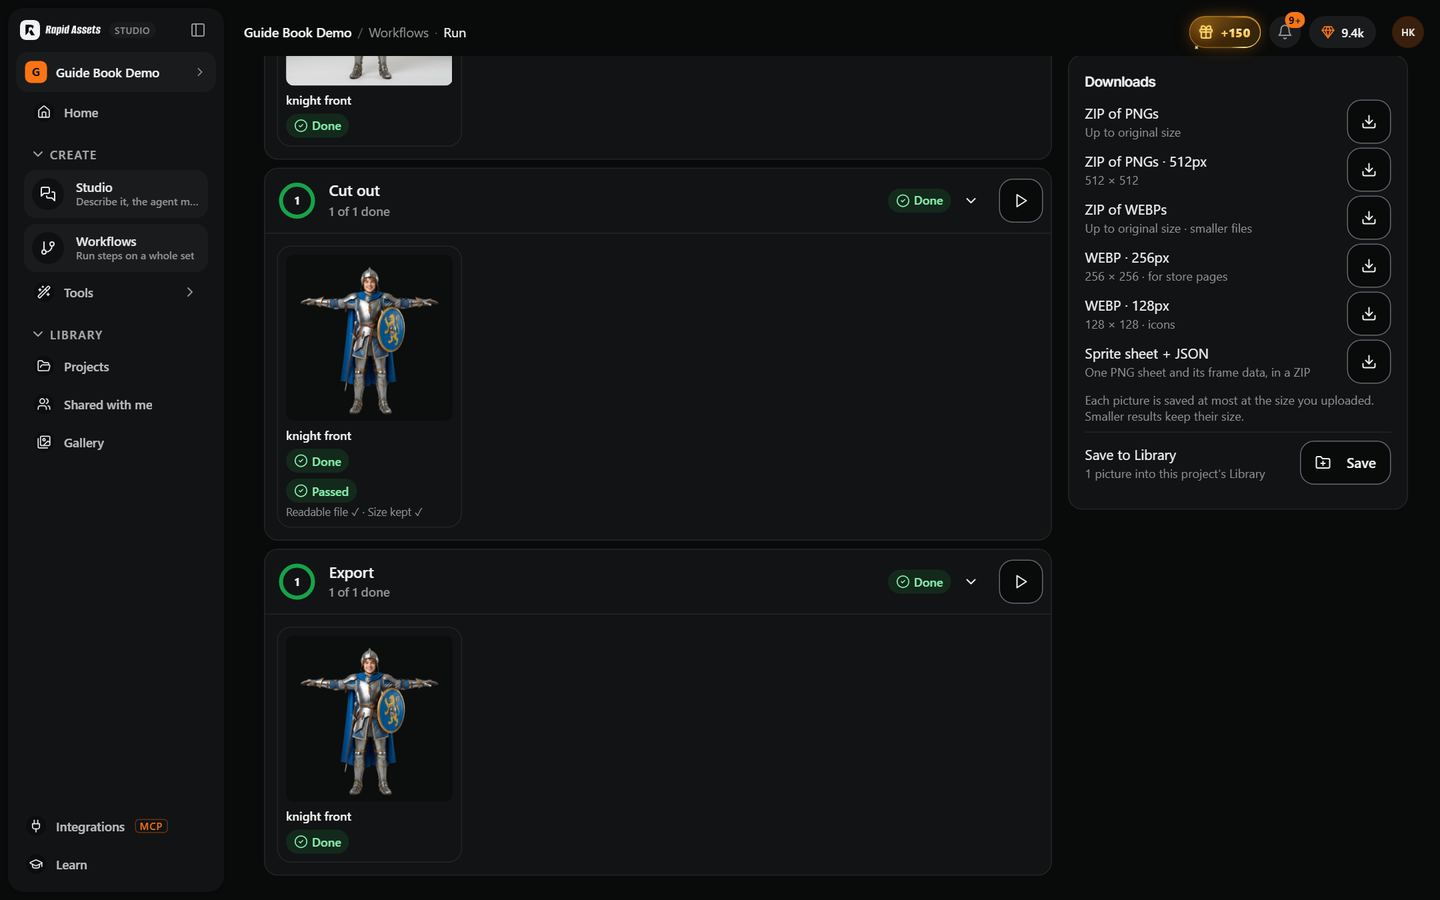 Rapid Assets STUDIO
Guide Book Demo / Workflows · Run
+150
9+
9.4k
HK
G Guide Book Demo
Home
CREATE
Studio
Describe it, the agent m...
Workflows
Run steps on a whole set
Tools
LIBRARY
Projects
Shared with me
Gallery
Integrations MCP
Learn
knight front
Done
1
Cut out
1 of 1 done
Done
knight front
Done
Passed
Readable file ✓ · Size kept ✓
1
Export
1 of 1 done
Done
knight front
Done
Downloads
ZIP of PNGs
Up to original size
ZIP of PNGs · 512px
512 × 512
ZIP of WEBPs
Up to original size · smaller files
WEBP · 256px
256 × 256 · for store pages
WEBP · 128px
128 × 128 · icons
Sprite sheet + JSON
One PNG sheet and its frame data, in a ZIP
Each picture is saved at most at the size you uploaded.
Smaller results keep their size.
Save to Library
1 picture into this project's Library
Save